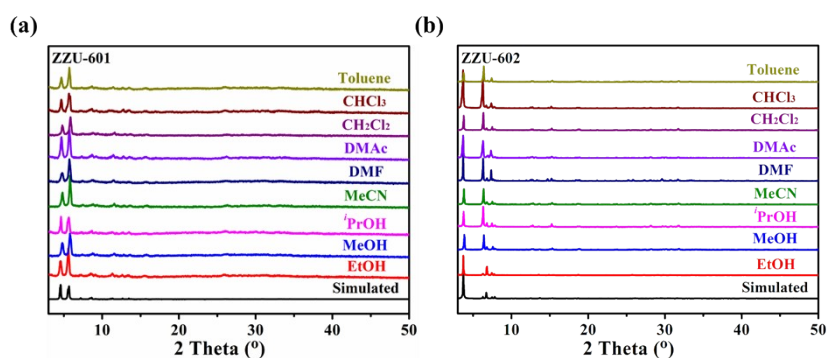 (a)
ZZU-601
Toluene
CHCl₃
CH₂Cl₂
DMAc
DMF
MeCN
ⁱPrOH
MeOH
EtOH
Simulated
10 20 30 40 50
2 Theta (º)
(b)
ZZU-602
Toluene
CHCl₃
CH₂Cl₂
DMAc
DMF
MeCN
ⁱPrOH
MeOH
EtOH
Simulated
10 20 30 40 50
2 Theta (º)